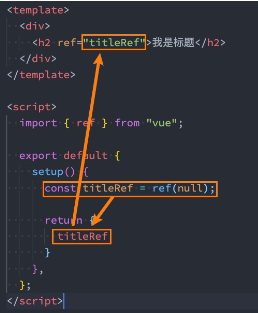 <template>
  <div>
    <h2 ref="titleRef">我是标题</h2>
  </div>
</template>

<script>
  import { ref } from "vue";

  export default {
    setup() {
      const titleRef = ref(null);

      return {
        titleRef
      }
    },
  };
</script>